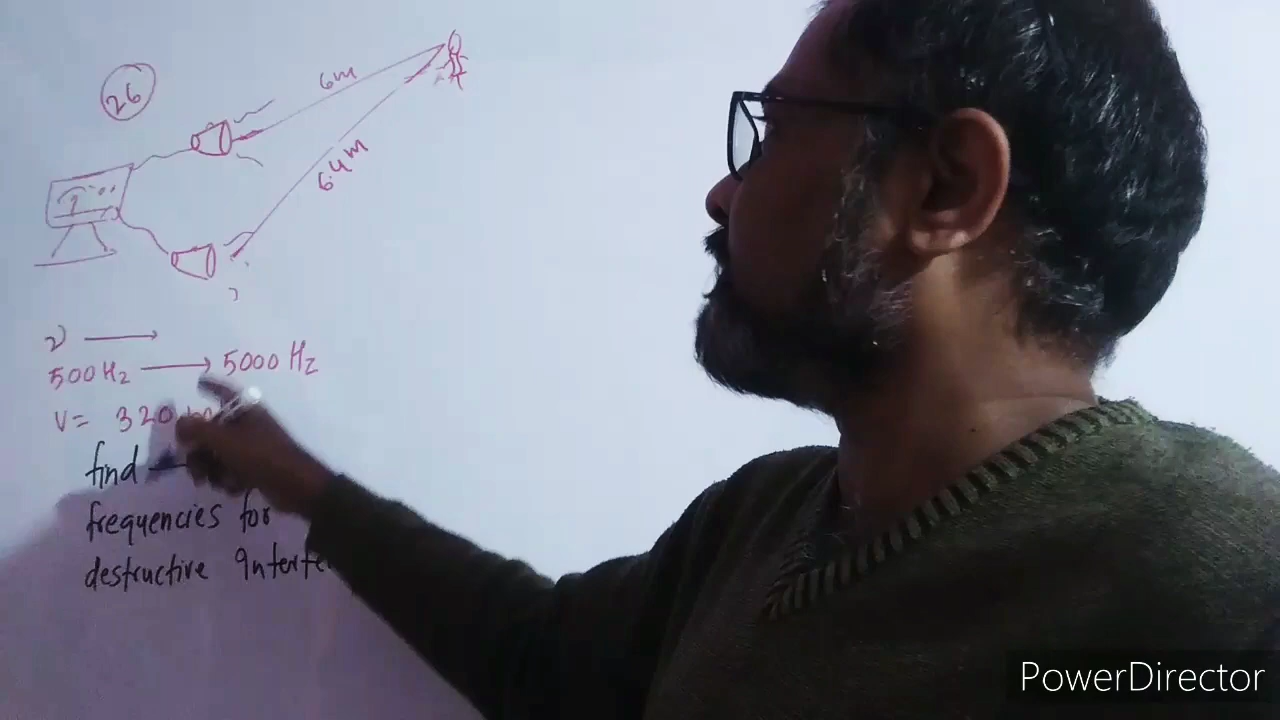 26
6m
6.4m
ν
500 Hz → 5000 Hz
V = 320
find
frequencies for
destructive
PowerDirector